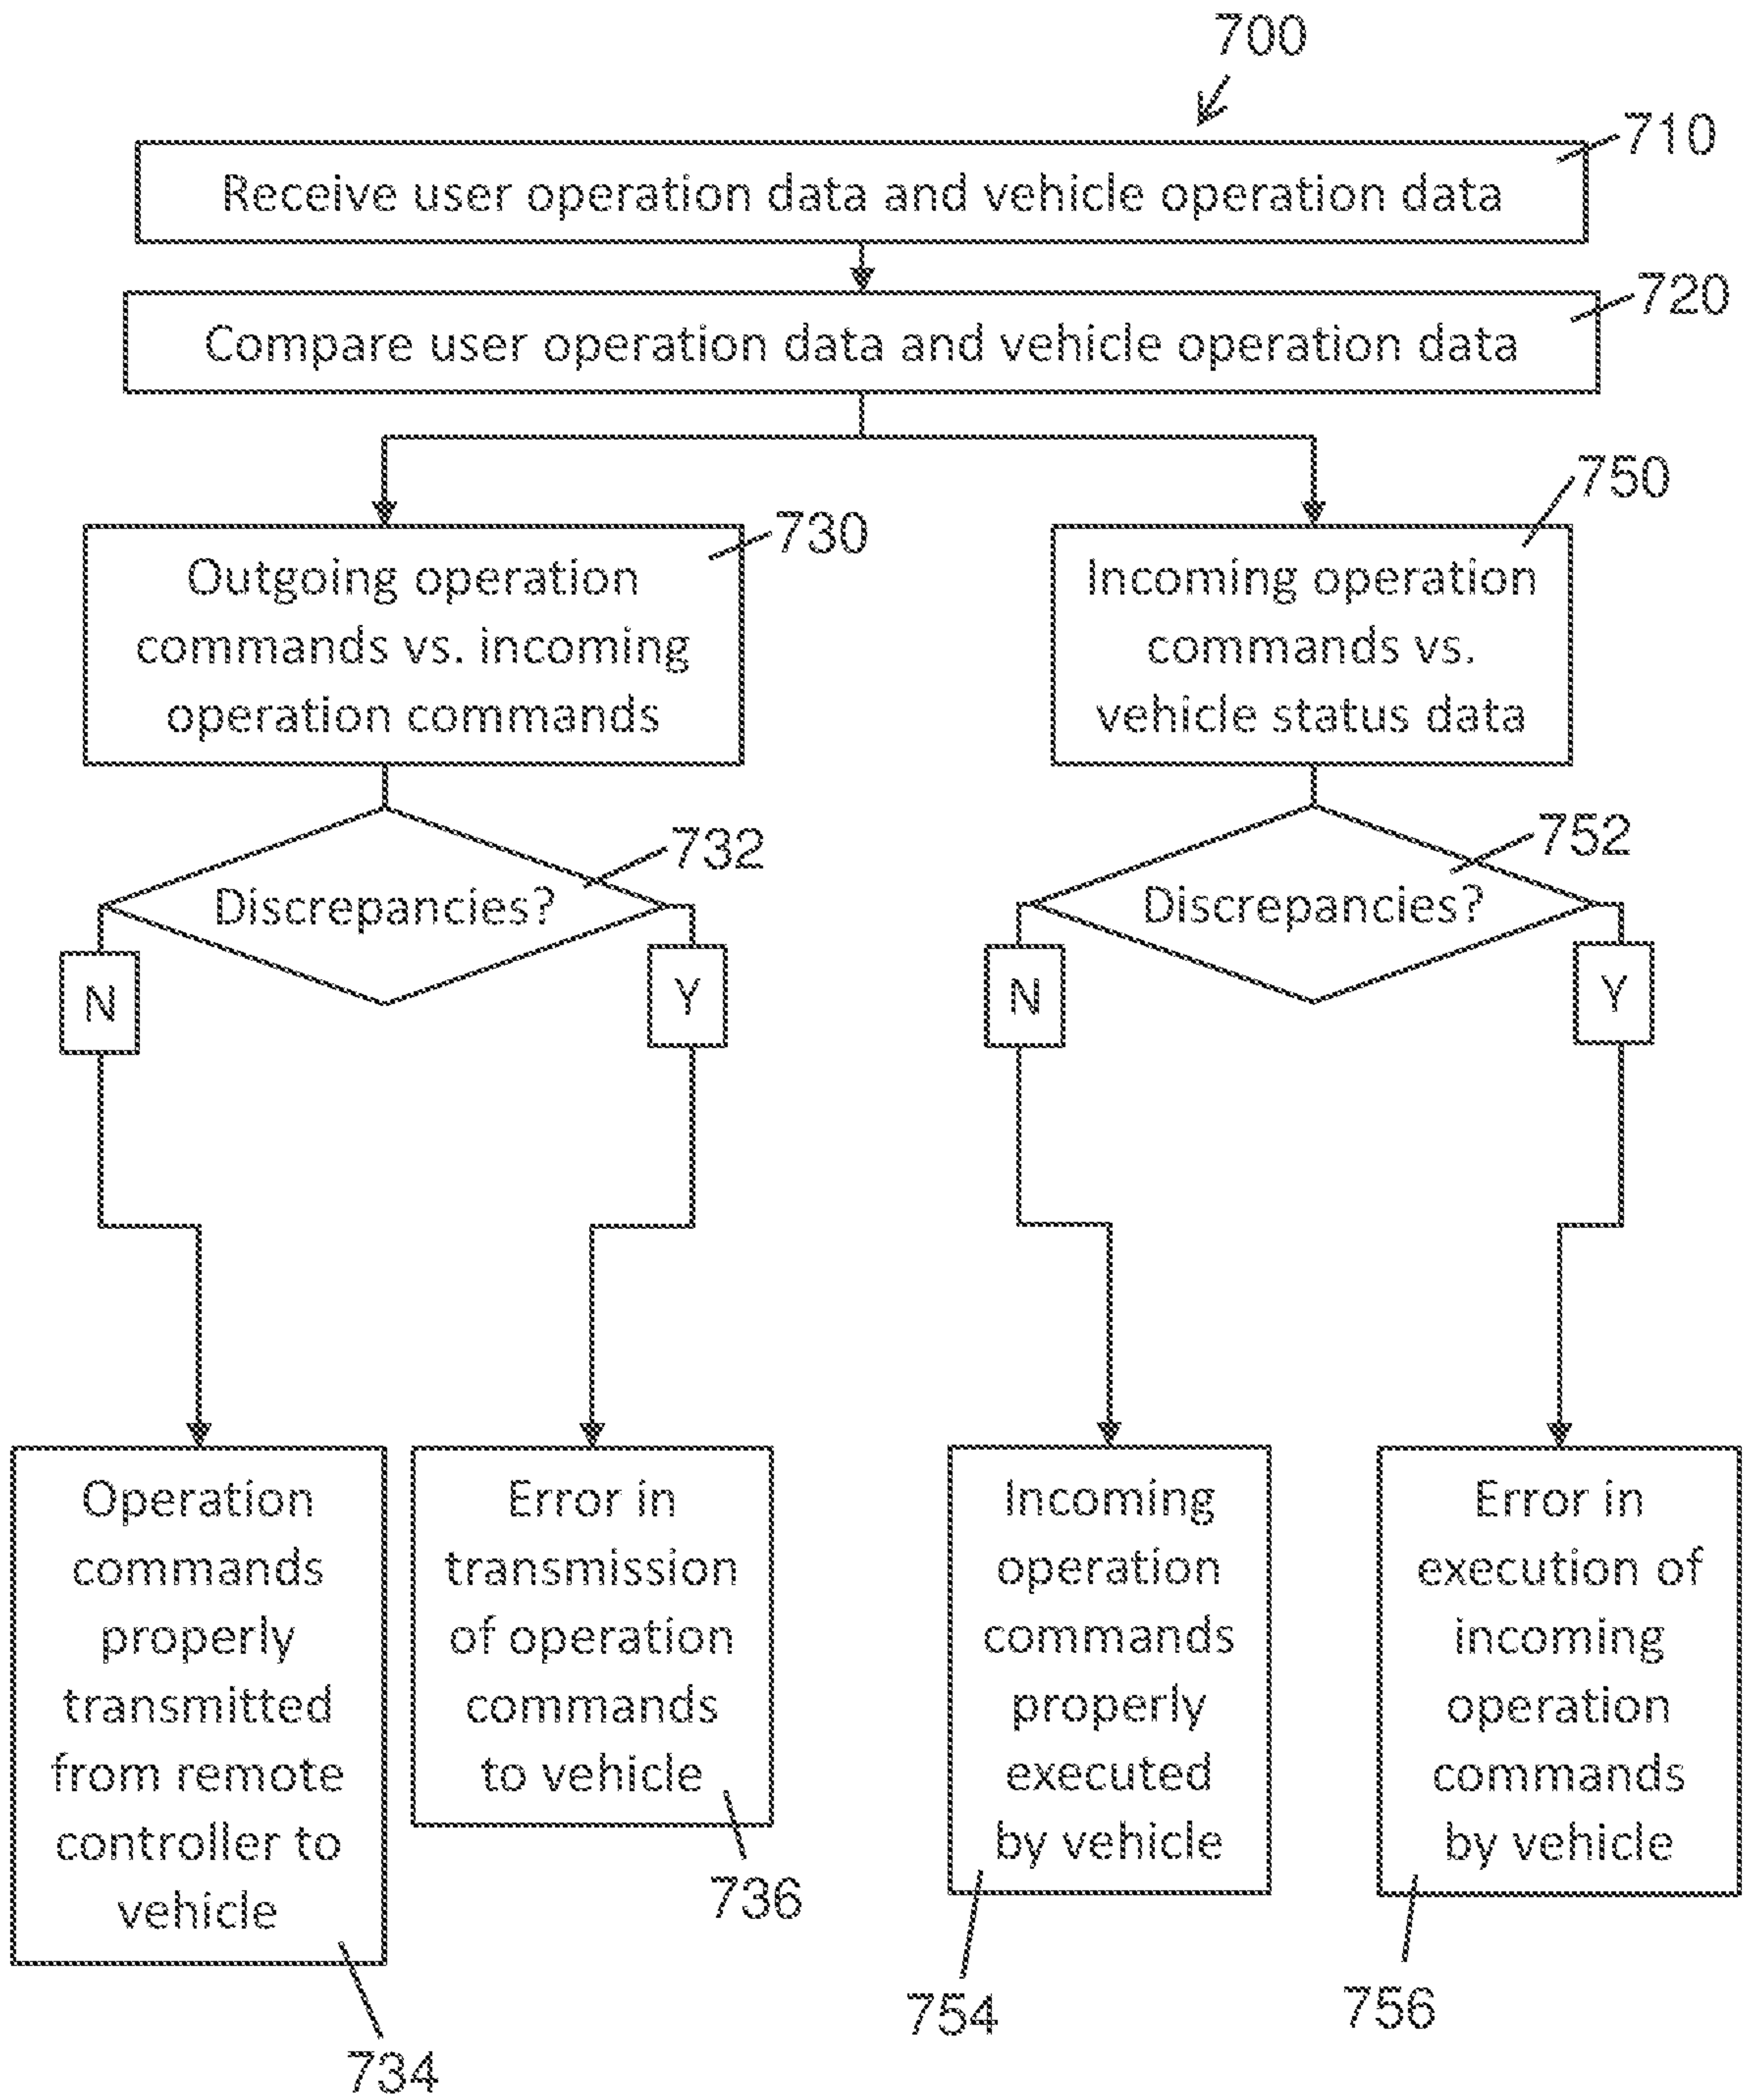 700
710
Receive user operation data and vehicle operation data
720
Compare user operation data and vehicle operation data
750
730
Outgoing operation
commands vs. incoming
operation commands
Incoming operation
commands vs.
vehicle status data
732
Discrepancies?
752
Discrepancies?
N
Y
N
Y
Operation
commands
properly
transmitted
from remote
controller to
vehicle
734
Error in
transmission
of operation
commands
to vehicle
736
Incoming
operation
commands
properly
executed
by vehicle
754
Error in
execution of
incoming
operation
commands
by vehicle
756